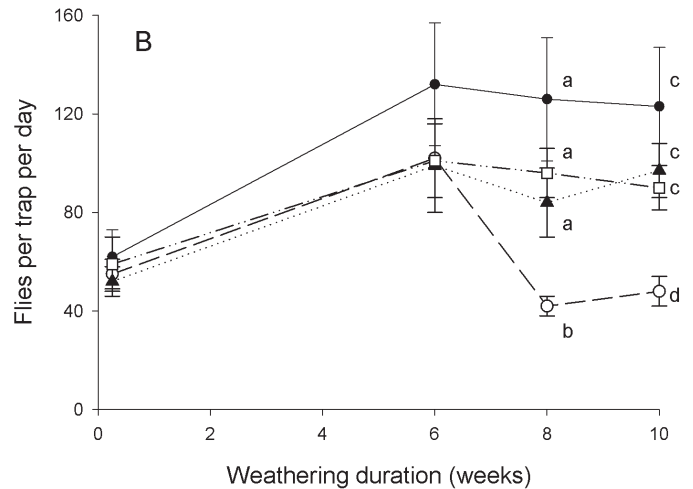 B
Flies per trap per day
160
120
80
40
0
a
a
a
b
c
c
c
d
0 2 4 6 8 10
Weathering duration (weeks)